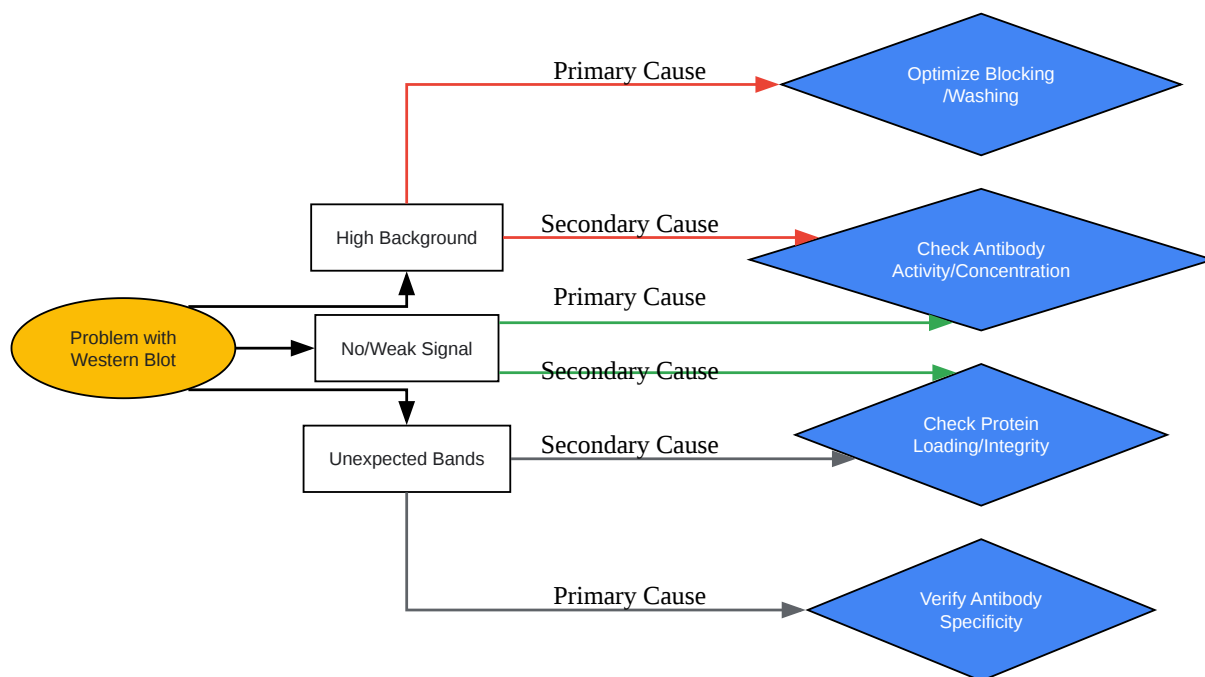 Primary Cause
Optimize Blocking
/Washing
High Background
Secondary Cause
Check Antibody
Activity/Concentration
Primary Cause
Problem with
Western Blot
No/Weak Signal
Secondary Cause
Check Protein
Loading/Integrity
Unexpected Bands
Secondary Cause
Primary Cause
Verify Antibody
Specificity